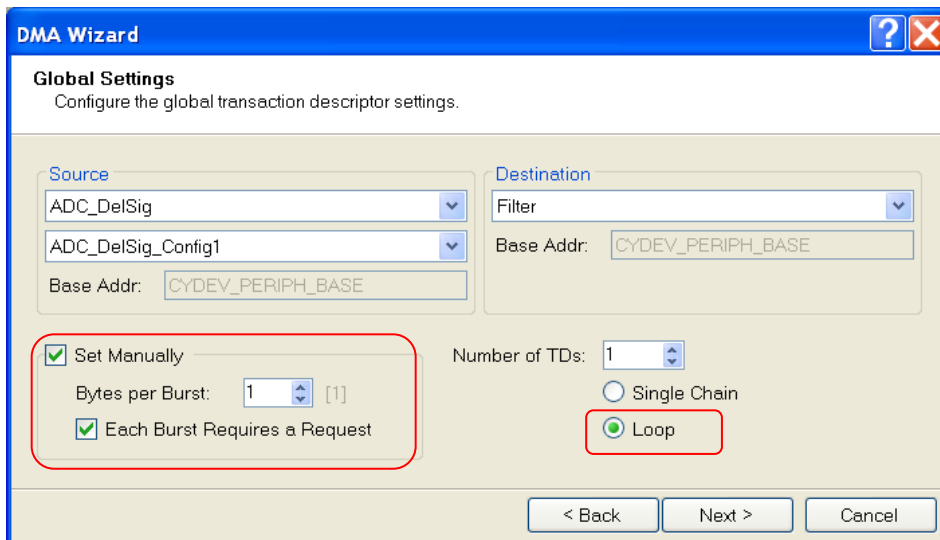 DMA Wizard
Global Settings
Configure the global transaction descriptor settings.
Source
ADC_DelSig
ADC_DelSig_Config1
Base Addr: CYDEV_PERIPH_BASE
Destination
Filter
Base Addr: CYDEV_PERIPH_BASE
Set Manually
Bytes per Burst: 1 [1]
Each Burst Requires a Request
Number of TDs: 1
Single Chain
Loop
< Back Next > Cancel